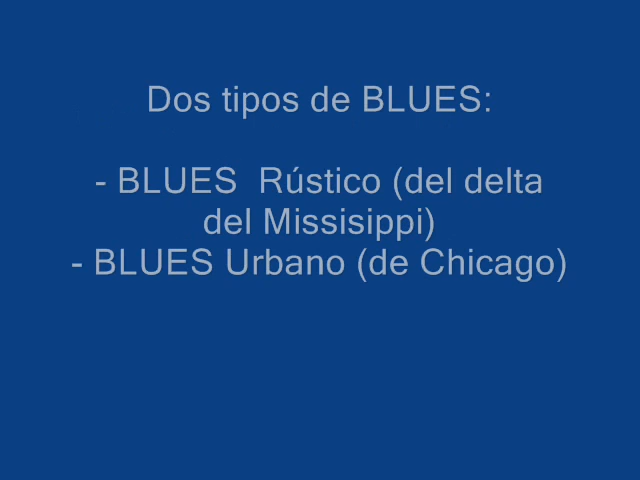 Dos tipos de BLUES:
- BLUES  Rústico (del delta
del Missisippi)
- BLUES Urbano (de Chicago)